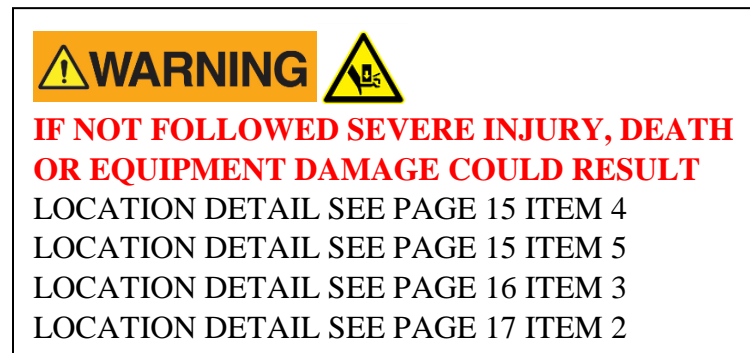 WARNING
IF NOT FOLLOWED SEVERE INJURY, DEATH
OR EQUIPMENT DAMAGE COULD RESULT
LOCATION DETAIL SEE PAGE 15 ITEM 4
LOCATION DETAIL SEE PAGE 15 ITEM 5
LOCATION DETAIL SEE PAGE 16 ITEM 3
LOCATION DETAIL SEE PAGE 17 ITEM 2